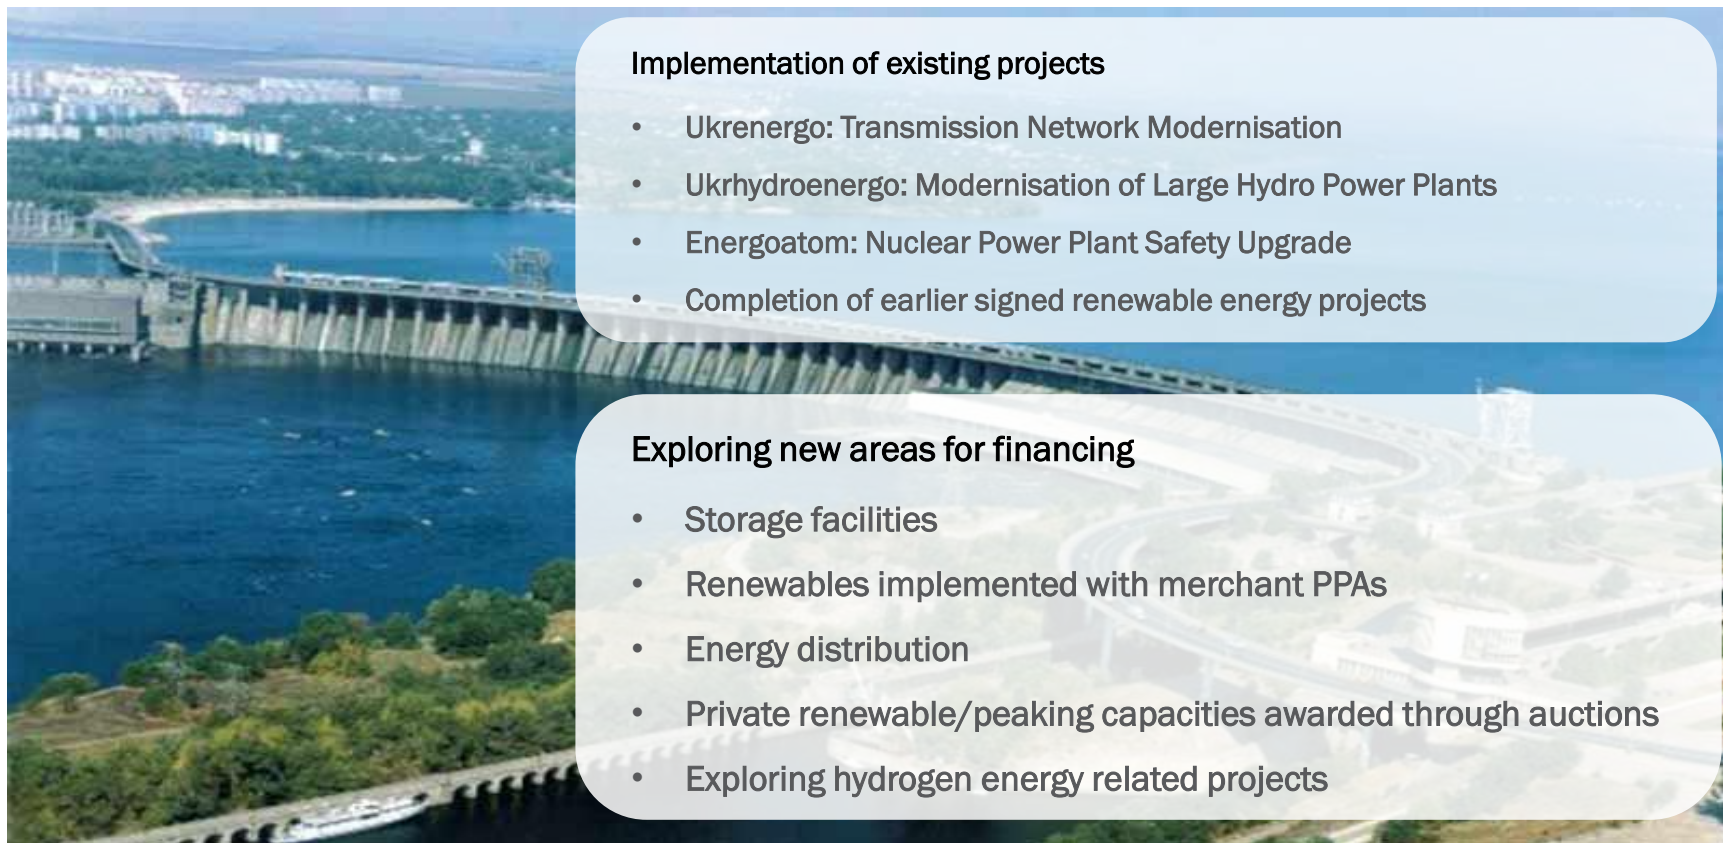 Implementation of existing projects
• Ukrenergo: Transmission Network Modernisation
• Ukrhydroenergo: Modernisation of Large Hydro Power Plants
• Energoatom: Nuclear Power Plant Safety Upgrade
• Completion of earlier signed renewable energy projects
Exploring new areas for financing
• Storage facilities
• Renewables implemented with merchant PPAs
• Energy distribution
• Private renewable/peaking capacities awarded through auctions
• Exploring hydrogen energy related projects